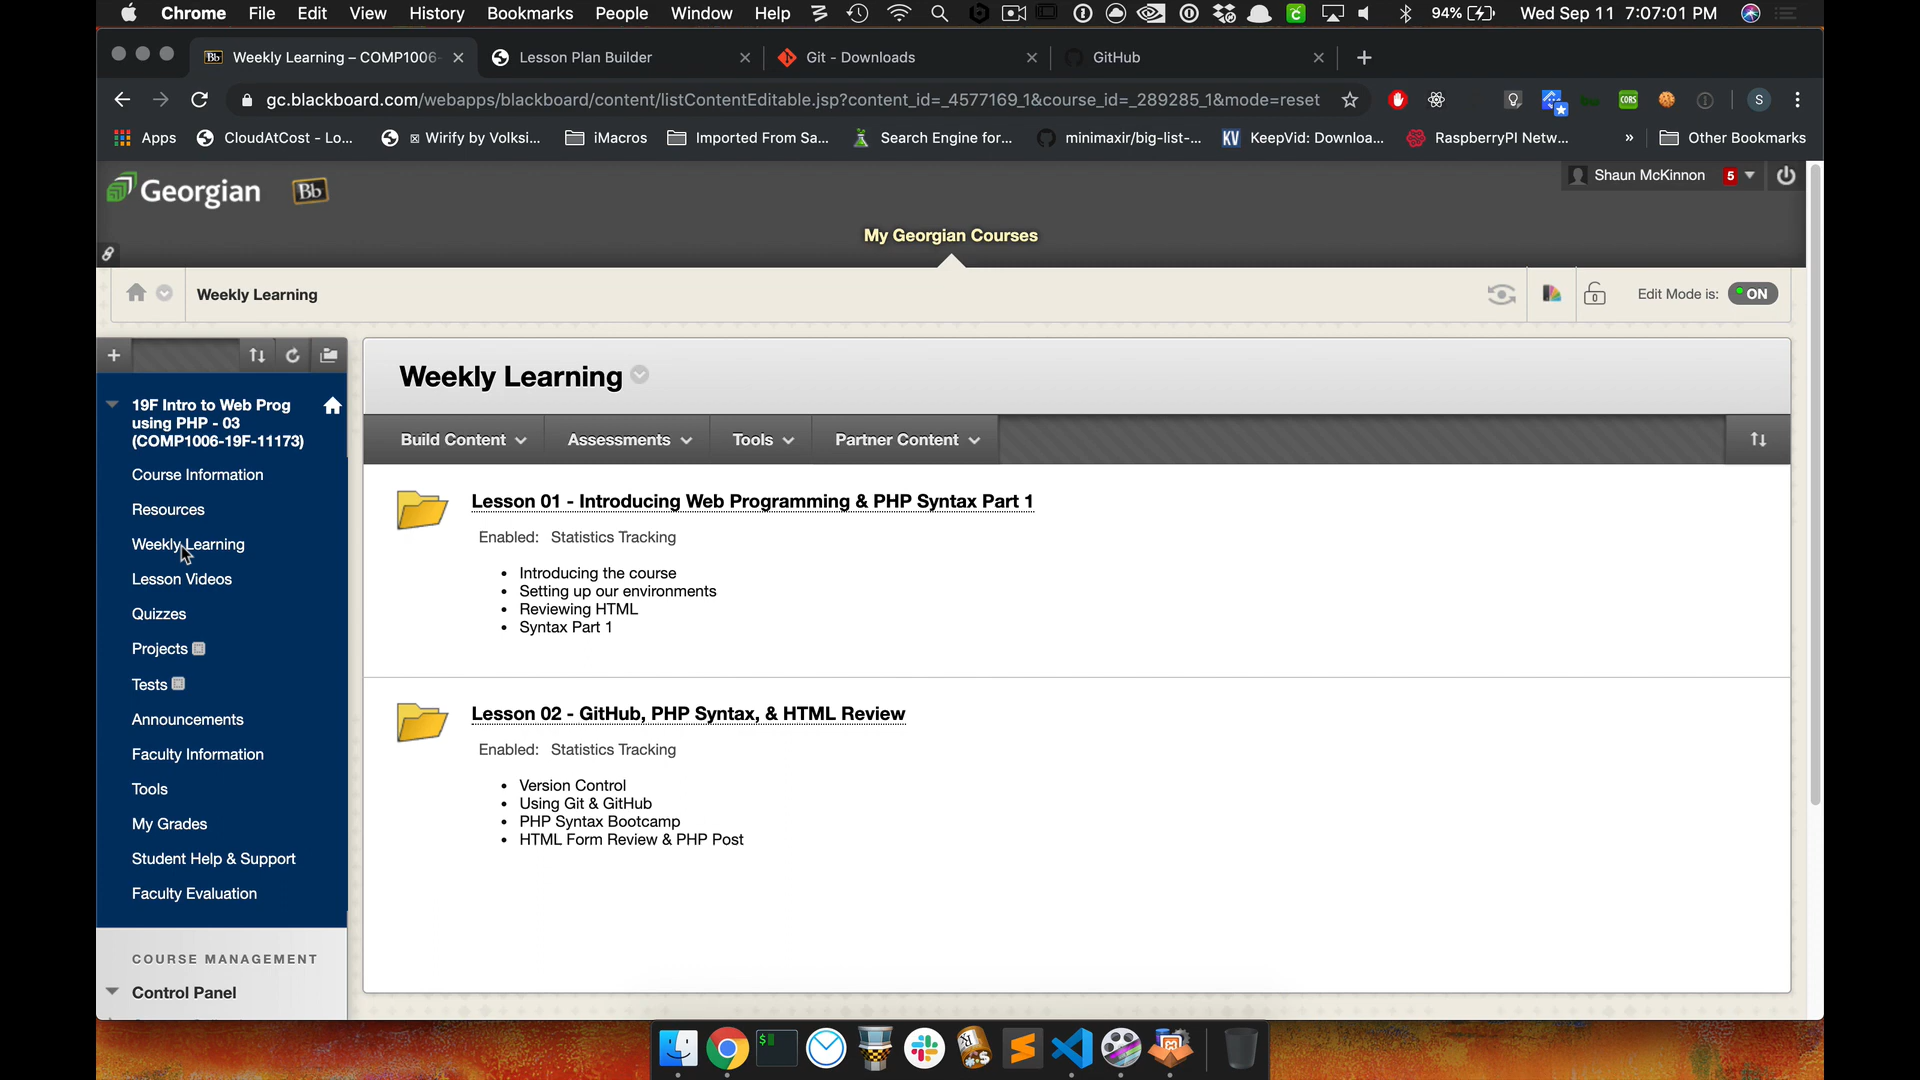 Chrome File Edit View History Bookmarks People Window Help 94% Wed Sep 11 7:07:01 PM
Weekly Learning – COMP1006- Lesson Plan Builder Git - Downloads GitHub
gc.blackboard.com/webapps/blackboard/content/listContentEditable.jsp?content_id=_4577169_1&course_id=_289285_1&mode=reset CORS S
Apps CloudAtCost - Lo... Wirify by Volksi... iMacros Imported From Sa... Search Engine for... minimaxir/big-list-... KV KeepVid: Downloa... RaspberryPI Netw... » Other Bookmarks
Georgian Bb
Shaun McKinnon 5
My Georgian Courses
Weekly Learning
Edit Mode is: ON
19F Intro to Web Prog
using PHP - 03
(COMP1006-19F-11173)
Course Information
Resources
Weekly Learning
Lesson Videos
Quizzes
Projects
Tests
Announcements
Faculty Information
Tools
My Grades
Student Help & Support
Faculty Evaluation
COURSE MANAGEMENT
Control Panel
Weekly Learning
Build Content Assessments Tools Partner Content
Lesson 01 - Introducing Web Programming & PHP Syntax Part 1
Enabled: Statistics Tracking
• Introducing the course
• Setting up our environments
• Reviewing HTML
• Syntax Part 1
Lesson 02 - GitHub, PHP Syntax, & HTML Review
Enabled: Statistics Tracking
• Version Control
• Using Git & GitHub
• PHP Syntax Bootcamp
• HTML Form Review & PHP Post